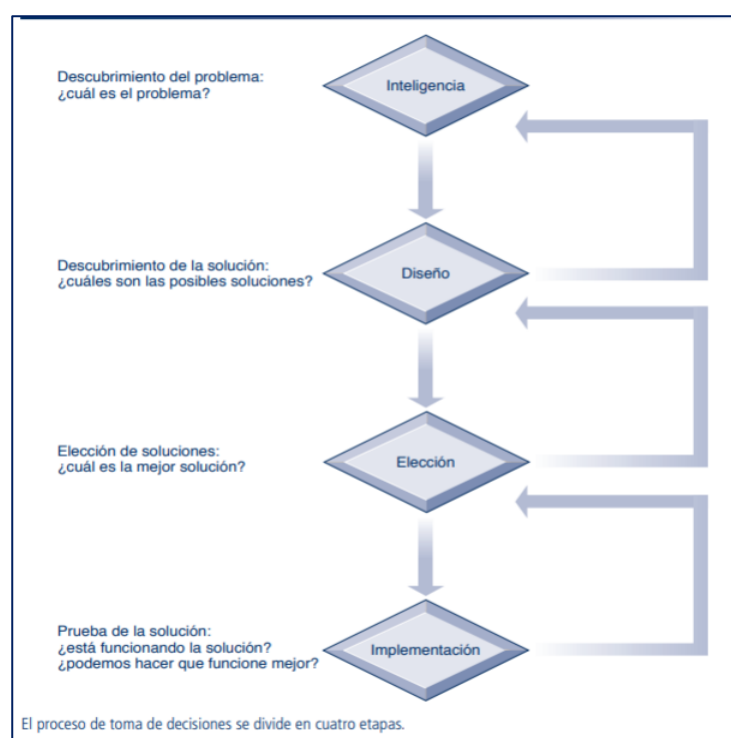 Descubrimiento del problema:
¿cuál es el problema?
Inteligencia
Descubrimiento de la solución:
¿cuáles son las posibles soluciones?
Diseño
Elección de soluciones:
¿cuál es la mejor solución?
Elección
Prueba de la solución:
¿está funcionando la solución?
¿podemos hacer que funcione mejor?
Implementación
El proceso de toma de decisiones se divide en cuatro etapas.